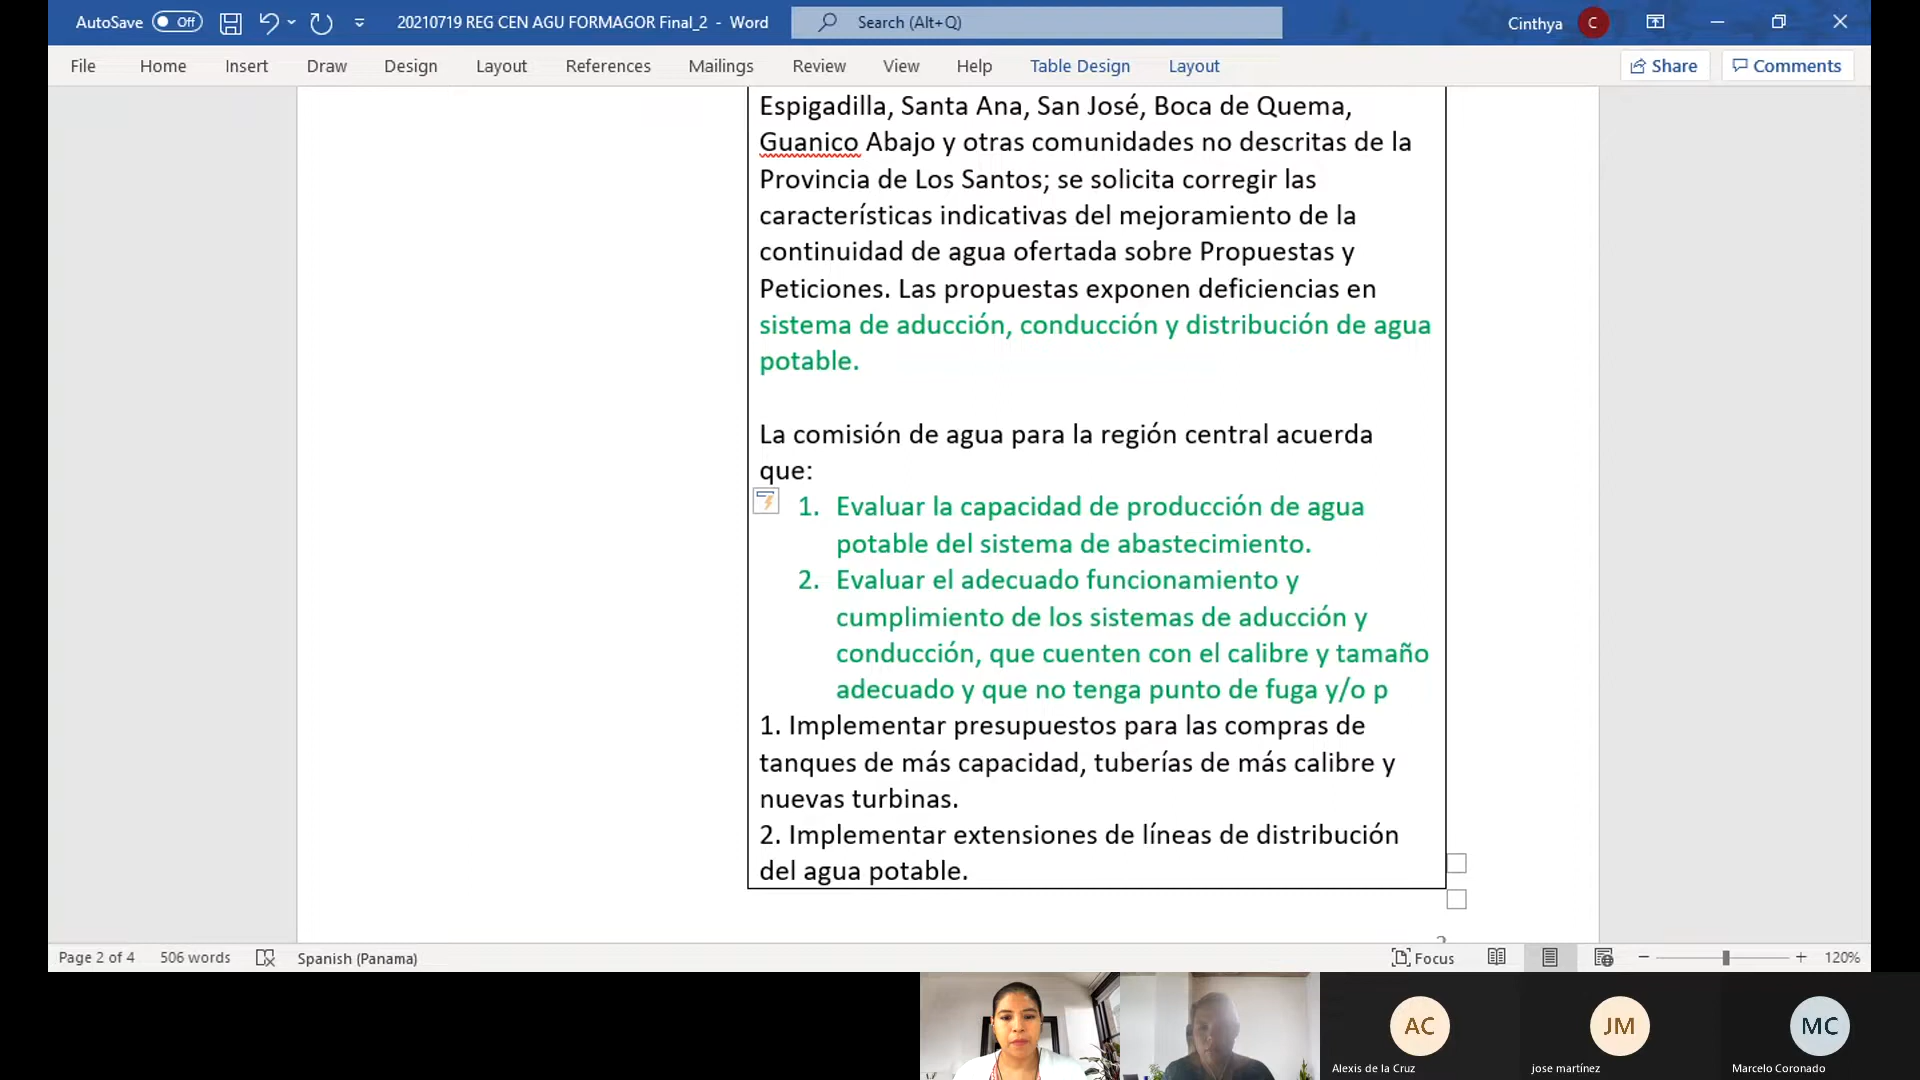 AutoSave Off 20210719 REG CEN AGU FORMAGOR Final_2 - Word Search (Alt+Q) Cinthya C
File Home Insert Draw Design Layout References Mailings Review View Help Table Design Layout Share Comments
Espigadilla, Santa Ana, San José, Boca de Quema,
Guanico Abajo y otras comunidades no descritas de la
Provincia de Los Santos; se solicita corregir las
características indicativas del mejoramiento de la
continuidad de agua ofertada sobre Propuestas y
Peticiones. Las propuestas exponen deficiencias en
sistema de aducción, conducción y distribución de agua
potable.
La comisión de agua para la región central acuerda
que:
1. Evaluar la capacidad de producción de agua
potable del sistema de abastecimiento.
2. Evaluar el adecuado funcionamiento y
cumplimiento de los sistemas de aducción y
conducción, que cuenten con el calibre y tamaño
adecuado y que no tenga punto de fuga y/o p
1. Implementar presupuestos para las compras de
tanques de más capacidad, tuberías de más calibre y
nuevas turbinas.
2. Implementar extensiones de líneas de distribución
del agua potable.
Page 2 of 4 506 words Spanish (Panama) Focus 120%
AC JM MC
Alexis de la Cruz jose martínez Marcelo Coronado